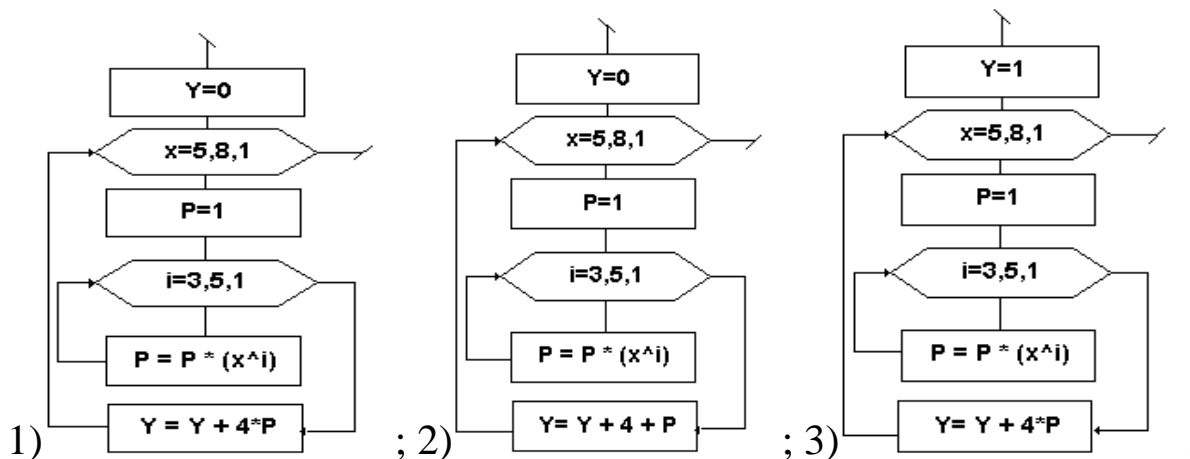 Y=0
x=5,8,1
P=1
i=3,5,1
P = P * (x^i)
Y = Y + 4*P
1)
Y=0
x=5,8,1
P=1
i=3,5,1
P = P * (x^i)
Y= Y + 4 + P
; 2)
Y=1
x=5,8,1
P=1
i=3,5,1
P = P * (x^i)
Y= Y + 4*P
; 3)